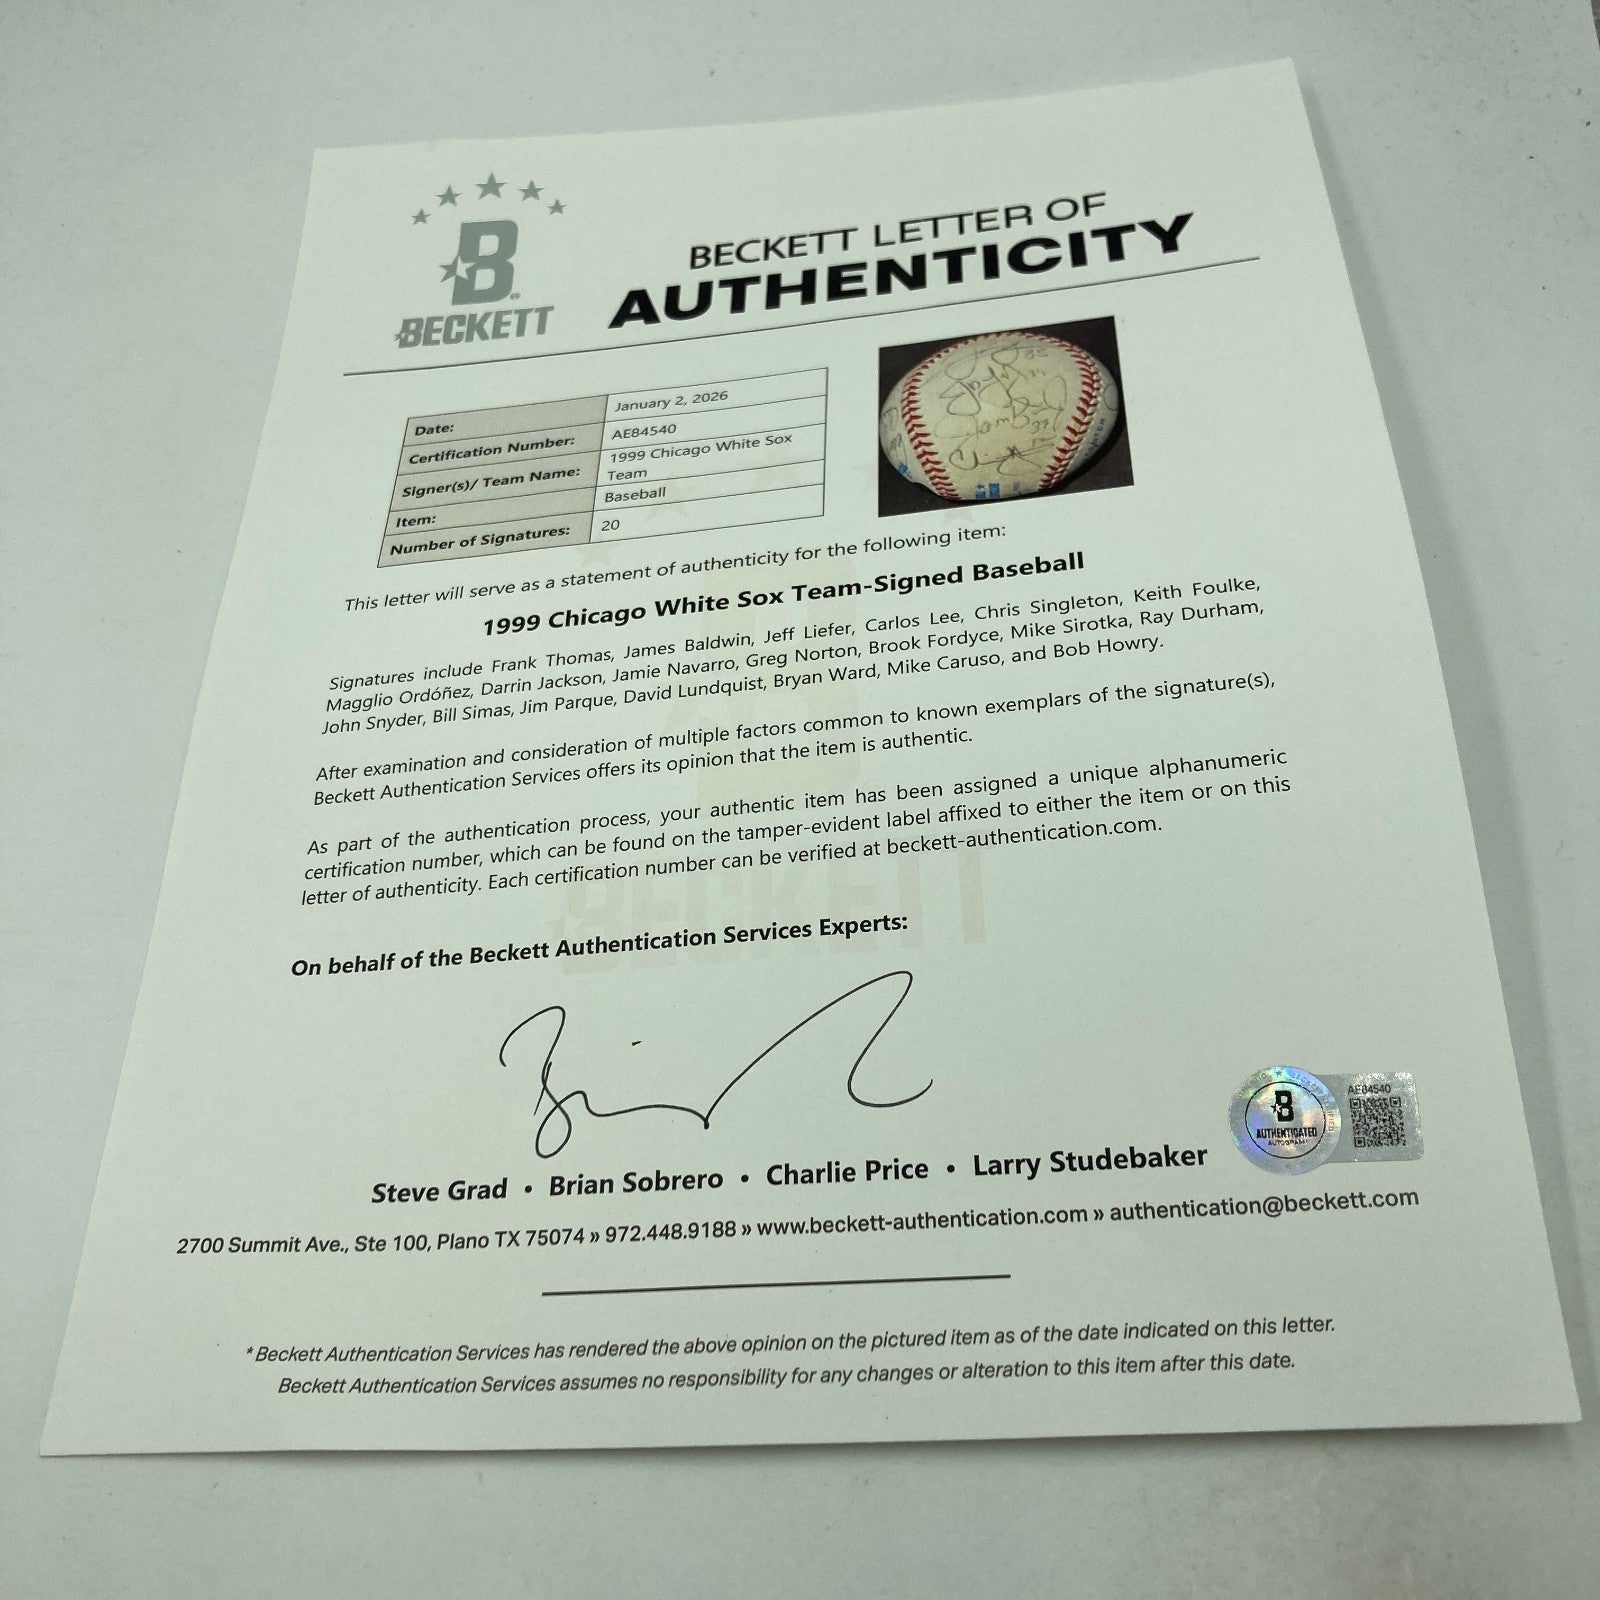 BECKETT LETTER OF
AUTHENTICITY
B
BECKETT
Date: January 2, 2026
Certification Number: AE84540
Signer(s)/ Team Name: 1999 Chicago White Sox
Team
Item: Baseball
Number of Signatures: 20
This letter will serve as a statement of authenticity for the following item:
1999 Chicago White Sox Team-Signed Baseball
Signatures include Frank Thomas, James Baldwin, Jeff Liefer, Carlos Lee, Chris Singleton, Keith Foulke,
Magglio Ordóñez, Darrin Jackson, Jamie Navarro, Greg Norton, Brook Fordyce, Mike Sirotka, Ray Durham,
John Snyder, Bill Simas, Jim Parque, David Lundquist, Bryan Ward, Mike Caruso, and Bob Howry.
After examination and consideration of multiple factors common to known exemplars of the signature(s),
Beckett Authentication Services offers its opinion that the item is authentic.
As part of the authentication process, your authentic item has been assigned a unique alphanumeric
certification number, which can be found on the tamper-evident label affixed to either the item or on this
letter of authenticity. Each certification number can be verified at beckett-authentication.com.
On behalf of the Beckett Authentication Services Experts:
AE84540
B
AUTHENTICATED
AUTOGRAPH
Steve Grad • Brian Sobrero • Charlie Price • Larry Studebaker
2700 Summit Ave., Ste 100, Plano TX 75074 » 972.448.9188 » www.beckett-authentication.com » authentication@beckett.com
*Beckett Authentication Services has rendered the above opinion on the pictured item as of the date indicated on this letter.
Beckett Authentication Services assumes no responsibility for any changes or alteration to this item after this date.